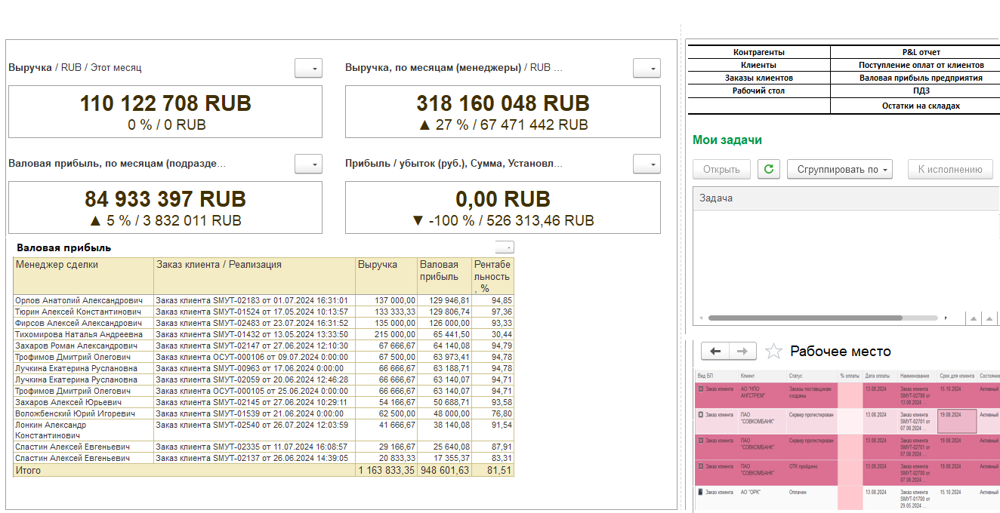 Выручка / RUB / Этот месяц
110 122 708 RUB
0 % / 0 RUB
Выручка, по месяцам (менеджеры) / RUB ...
318 160 048 RUB
▲ 27 % / 67 471 442 RUB
Валовая прибыль, по месяцам (подразде...
84 933 397 RUB
▲ 5 % / 3 832 011 RUB
Прибыль / убыток (руб.), Сумма, Установл...
0,00 RUB
▼ -100 % / 526 313,46 RUB
Валовая прибыль
Менеджер сделки Заказ клиента / Реализация Выручка Валовая Рентабе
прибыль льность
, %
Орлов Анатолий Александрович Заказ клиента SMУТ-02183 от 01.07.2024 16:31:01 137 000,00 129 946,81 94,85
Тюрин Алексей Константинович Заказ клиента SMУТ-01524 от 17.05.2024 10:13:57 133 333,33 129 806,74 97,36
Фирсов Алексей Александрович Заказ клиента SMУТ-02483 от 23.07.2024 16:31:52 135 000,00 126 000,00 93,33
Тихомирова Наталья Андреевна Заказ клиента SMУТ-01432 от 13.05.2024 13:33:50 215 000,00 65 441,50 30,44
Захаров Роман Александрович Заказ клиента SMУТ-02147 от 27.06.2024 12:10:30 67 666,67 64 140,08 94,79
Трофимов Дмитрий Олегович Заказ клиента ОСУТ-000106 от 09.07.2024 0:00:00 67 500,00 63 973,41 94,78
Лучкина Екатерина Руслановна Заказ клиента SMУТ-00963 от 17.06.2024 0:00:00 66 666,67 63 188,71 94,78
Лучкина Екатерина Руслановна Заказ клиента SMУТ-02059 от 20.06.2024 12:46:28 66 666,67 63 140,07 94,71
Трофимов Дмитрий Олегович Заказ клиента ОСУТ-000105 от 25.06.2024 0:00:00 66 666,67 63 140,07 94,71
Захаров Алексей Юрьевич Заказ клиента SMУТ-02145 от 27.06.2024 10:29:11 54 166,67 50 688,71 93,58
Воложбенский Юрий Игоревич Заказ клиента SMУТ-01539 от 21.06.2024 0:00:00 62 500,00 48 000,00 76,80
Лонкин Александр Заказ клиента SMУТ-02540 от 26.07.2024 12:03:59 41 666,67 38 140,08 91,54
Константинович
Сластин Алексей Евгеньевич Заказ клиента SMУТ-02335 от 11.07.2024 16:08:57 29 166,67 25 640,08 87,91
Сластин Алексей Евгеньевич Заказ клиента SMУТ-02137 от 26.06.2024 14:39:05 20 833,33 17 355,37 83,31
Итого 1 163 833,35 948 601,63 81,51
Контрагенты P&L отчет
Клиенты Поступление оплат от клиентов
Заказы клиентов Валовая прибыль предприятия
Рабочий стол ПДЗ
Остатки на складах
Мои задачи
Открыть Сгруппировать по К исполнению
Задача
Рабочее место
Вид БП Клиент Статус % оплаты Дата оплаты Наименование Срок для клиента Состояние
Заказ клиента АО "НПО Заказы поставщикам 13.08.2024 Заказ клиента 15.10.2024 Активный
АНГСТРЕМ" созданы SMУТ-02788 от
13.08.2024 ...
Заказ клиента ПАО Сервер протестирован 13.08.2024 Заказ клиента 19.08.2024 Активный
"СОВКОМБАНК" SMУТ-02701 от
07.08.2024 ...
Заказ клиента ПАО Сервер протестирован 13.08.2024 Заказ клиента 19.08.2024 Активный
"СОВКОМБАНК" SMУТ-02701 от
07.08.2024 ...
Заказ клиента ПАО ОТК пройдено 13.08.2024 Заказ клиента 19.08.2024 Активный
"СОВКОМБАНК" SMУТ-02700 от
07.08.2024 ...
Заказ клиента АО "ОРК" Оплачен 13.08.2024 Заказ клиента 15.10.2024 Активный
SMУТ-01700 от
29.05.2024 ...